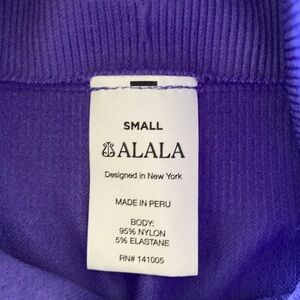 SMALL
ALALA
Designed in New York
MADE IN PERU
BODY:
95% NYLON
5% ELASTANE
RN# 141005